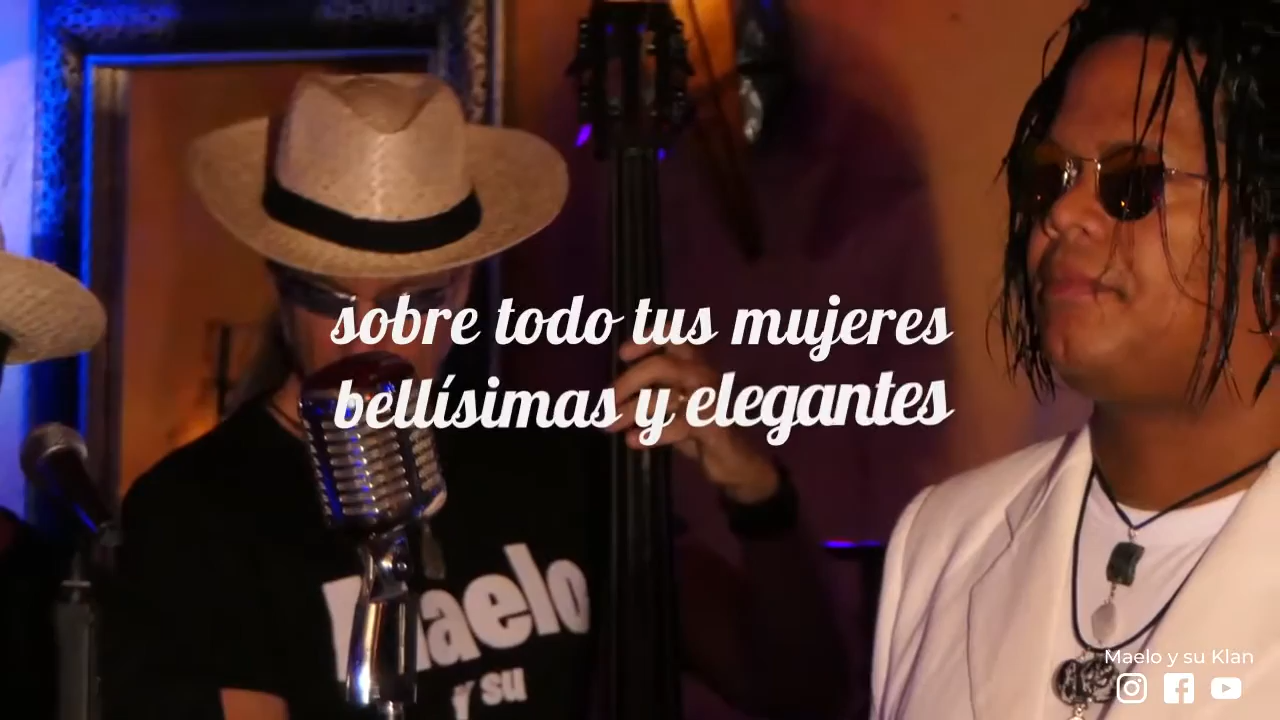 sobre todo tus mujeres
bellísimas y elegantes
Maelo
y su
Maelo y su Klan